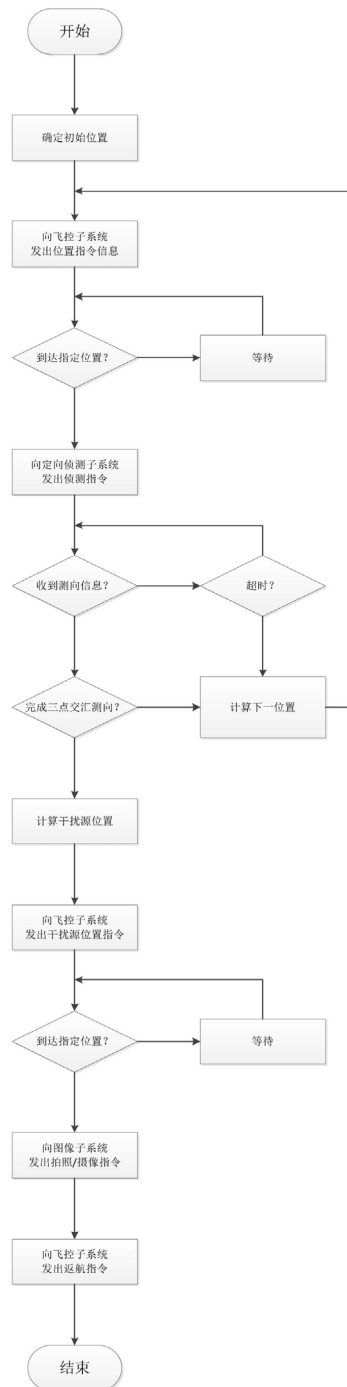 开始
确定初始位置
向飞控子系统
发出位置指令信息
到达指定位置？
等待
向定向侦测子系统
发出侦测指令
收到测向信息？
超时？
完成三点交汇测向？
计算下一位置
计算干扰源位置
向飞控子系统
发出干扰源位置指令
到达指定位置？
等待
向图像子系统
发出拍照/摄像指令
向飞控子系统
发出返航指令
结束